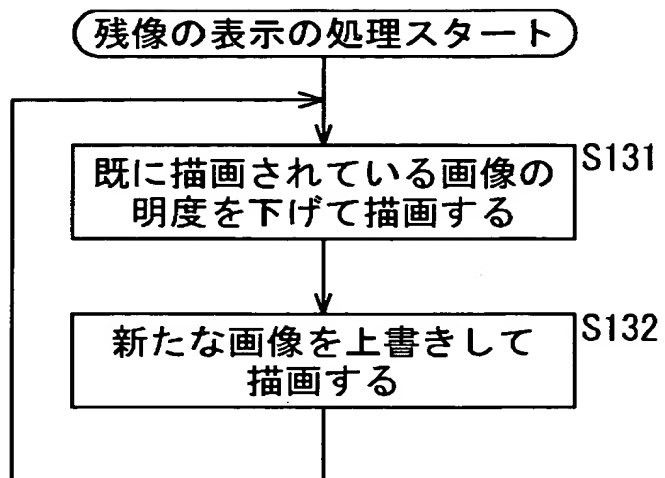 残像の表示の処理スタート
既に描画されている画像の
明度を下げて描画する
S131
新たな画像を上書きして
描画する
S132